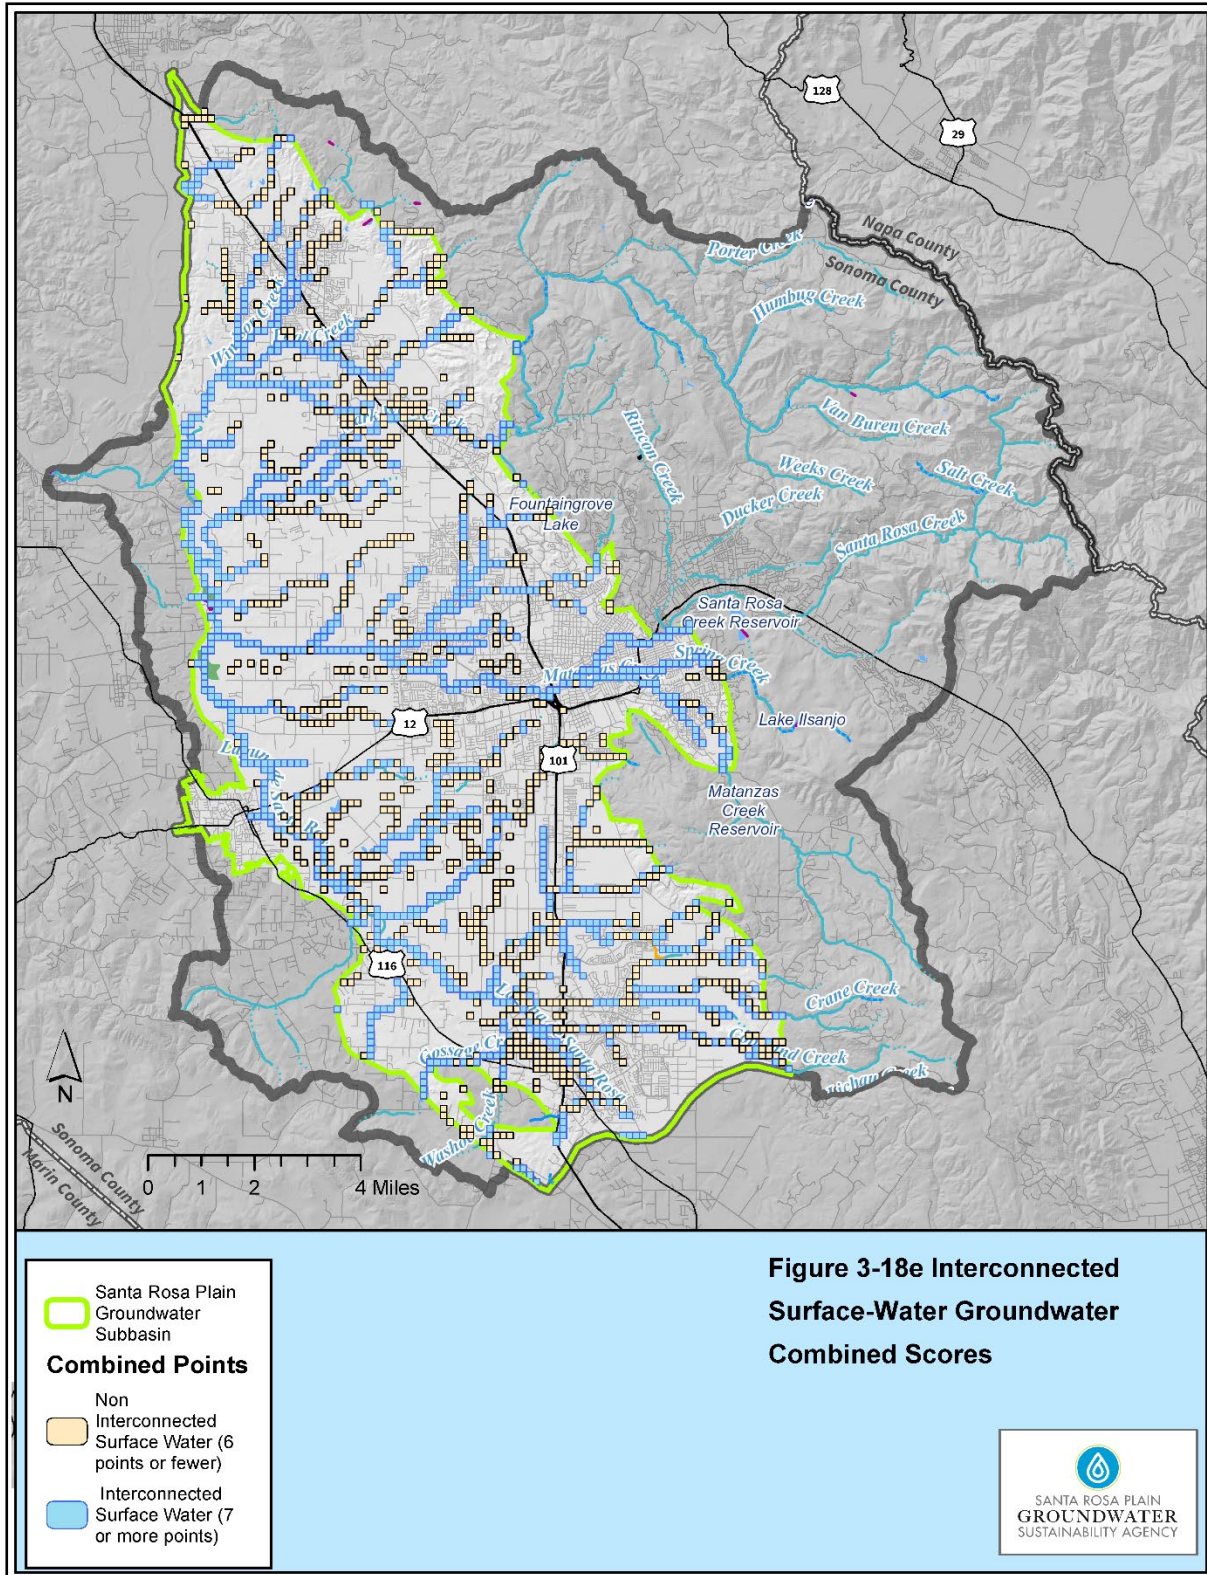 128
29
Napa County
Sonoma County
Porter Creek
Humbug Creek
Van Buren Creek
Rincon Creek
Weeks Creek
Salt Creek
Ducker Creek
Santa Rosa Creek
Fountaingrove
Lake
Santa Rosa
Creek Reservoir
Spring Creek
Lake Ilsanjo
12
101
Matanzas
Creek
Reservoir
116
Crane Creek
Creek
Gossage
Santa Rosa
Washoe Creek
N
Sonoma County
Marin County
0 1 2 4 Miles
Santa Rosa Plain
Groundwater
Subbasin
Combined Points
Non
Interconnected
Surface Water (6
points or fewer)
Interconnected
Surface Water (7
or more points)
Figure 3-18e Interconnected
Surface-Water Groundwater
Combined Scores
SANTA ROSA PLAIN
GROUNDWATER
SUSTAINABILITY AGENCY